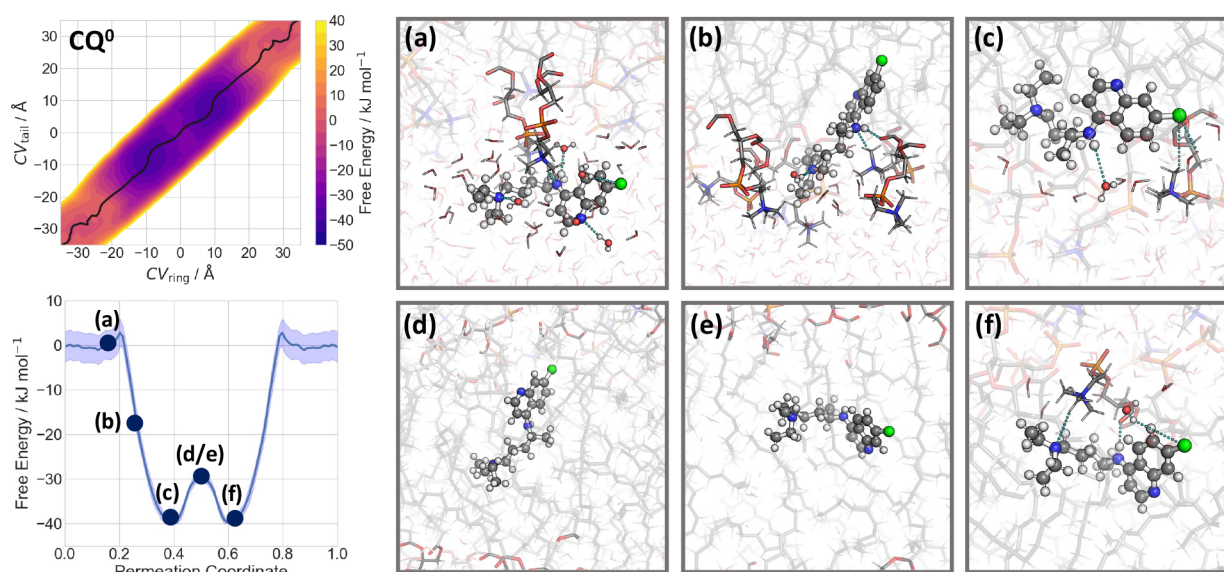 CQ⁰
CV_tail / Å
30
20
10
0
−10
−20
−30
−30 −20 −10 0 10 20 30
CV_ring / Å
40
30
20
10
0
−10
−20
−30
−40
−50
Free Energy / kJ mol⁻¹
(a)
(b)
(c)
(d)
(e)
(f)
Free Energy / kJ mol⁻¹
10
0
−10
−20
−30
−40
(a)
(b)
(c)
(d/e)
(f)
0.0 0.2 0.4 0.6 0.8 1.0
Permeation Coordinate